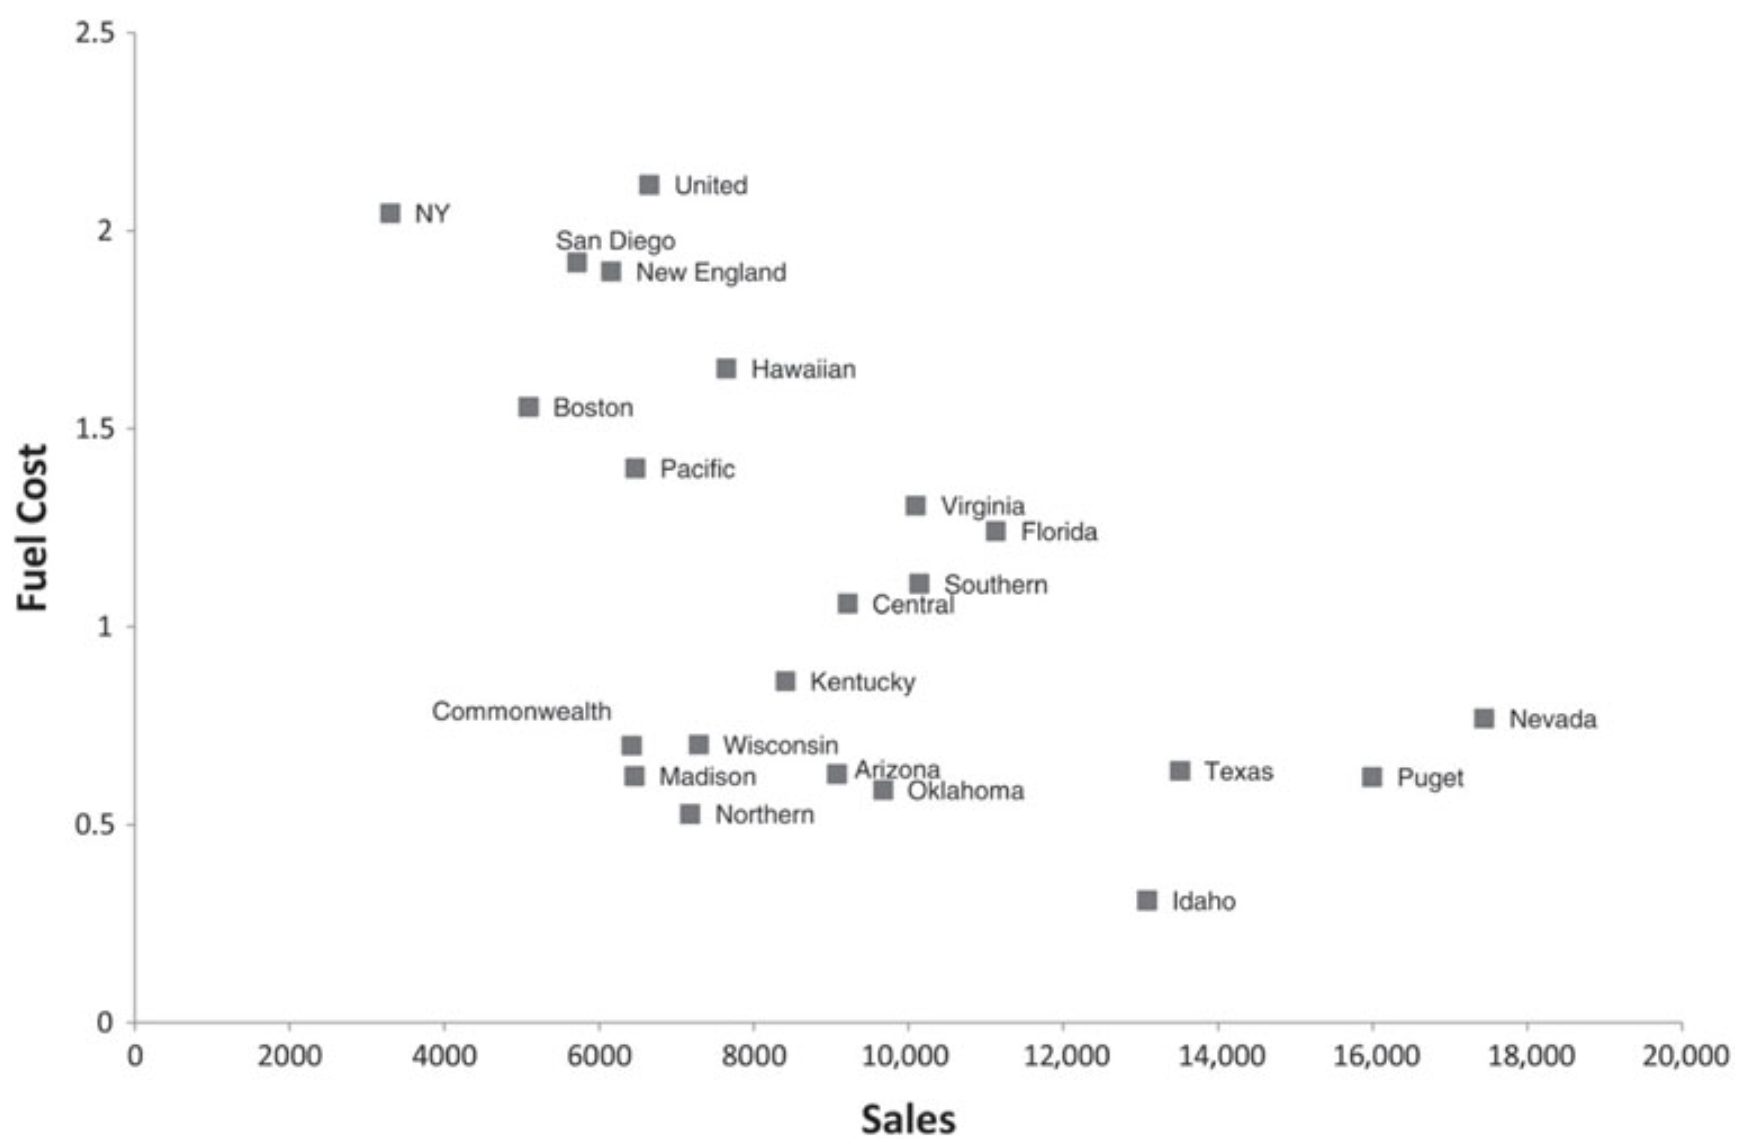 2.5
United
NY
2
San Diego
New England
Hawaiian
Boston
1.5
Pacific
Virginia
Florida
Southern
Central
1
Kentucky
Commonwealth
Nevada
Wisconsin
Arizona
Texas
Madison
Puget
Oklahoma
Northern
0.5
Idaho
0
0 2000 4000 6000 8000 10,000 12,000 14,000 16,000 18,000 20,000
Fuel Cost
Sales